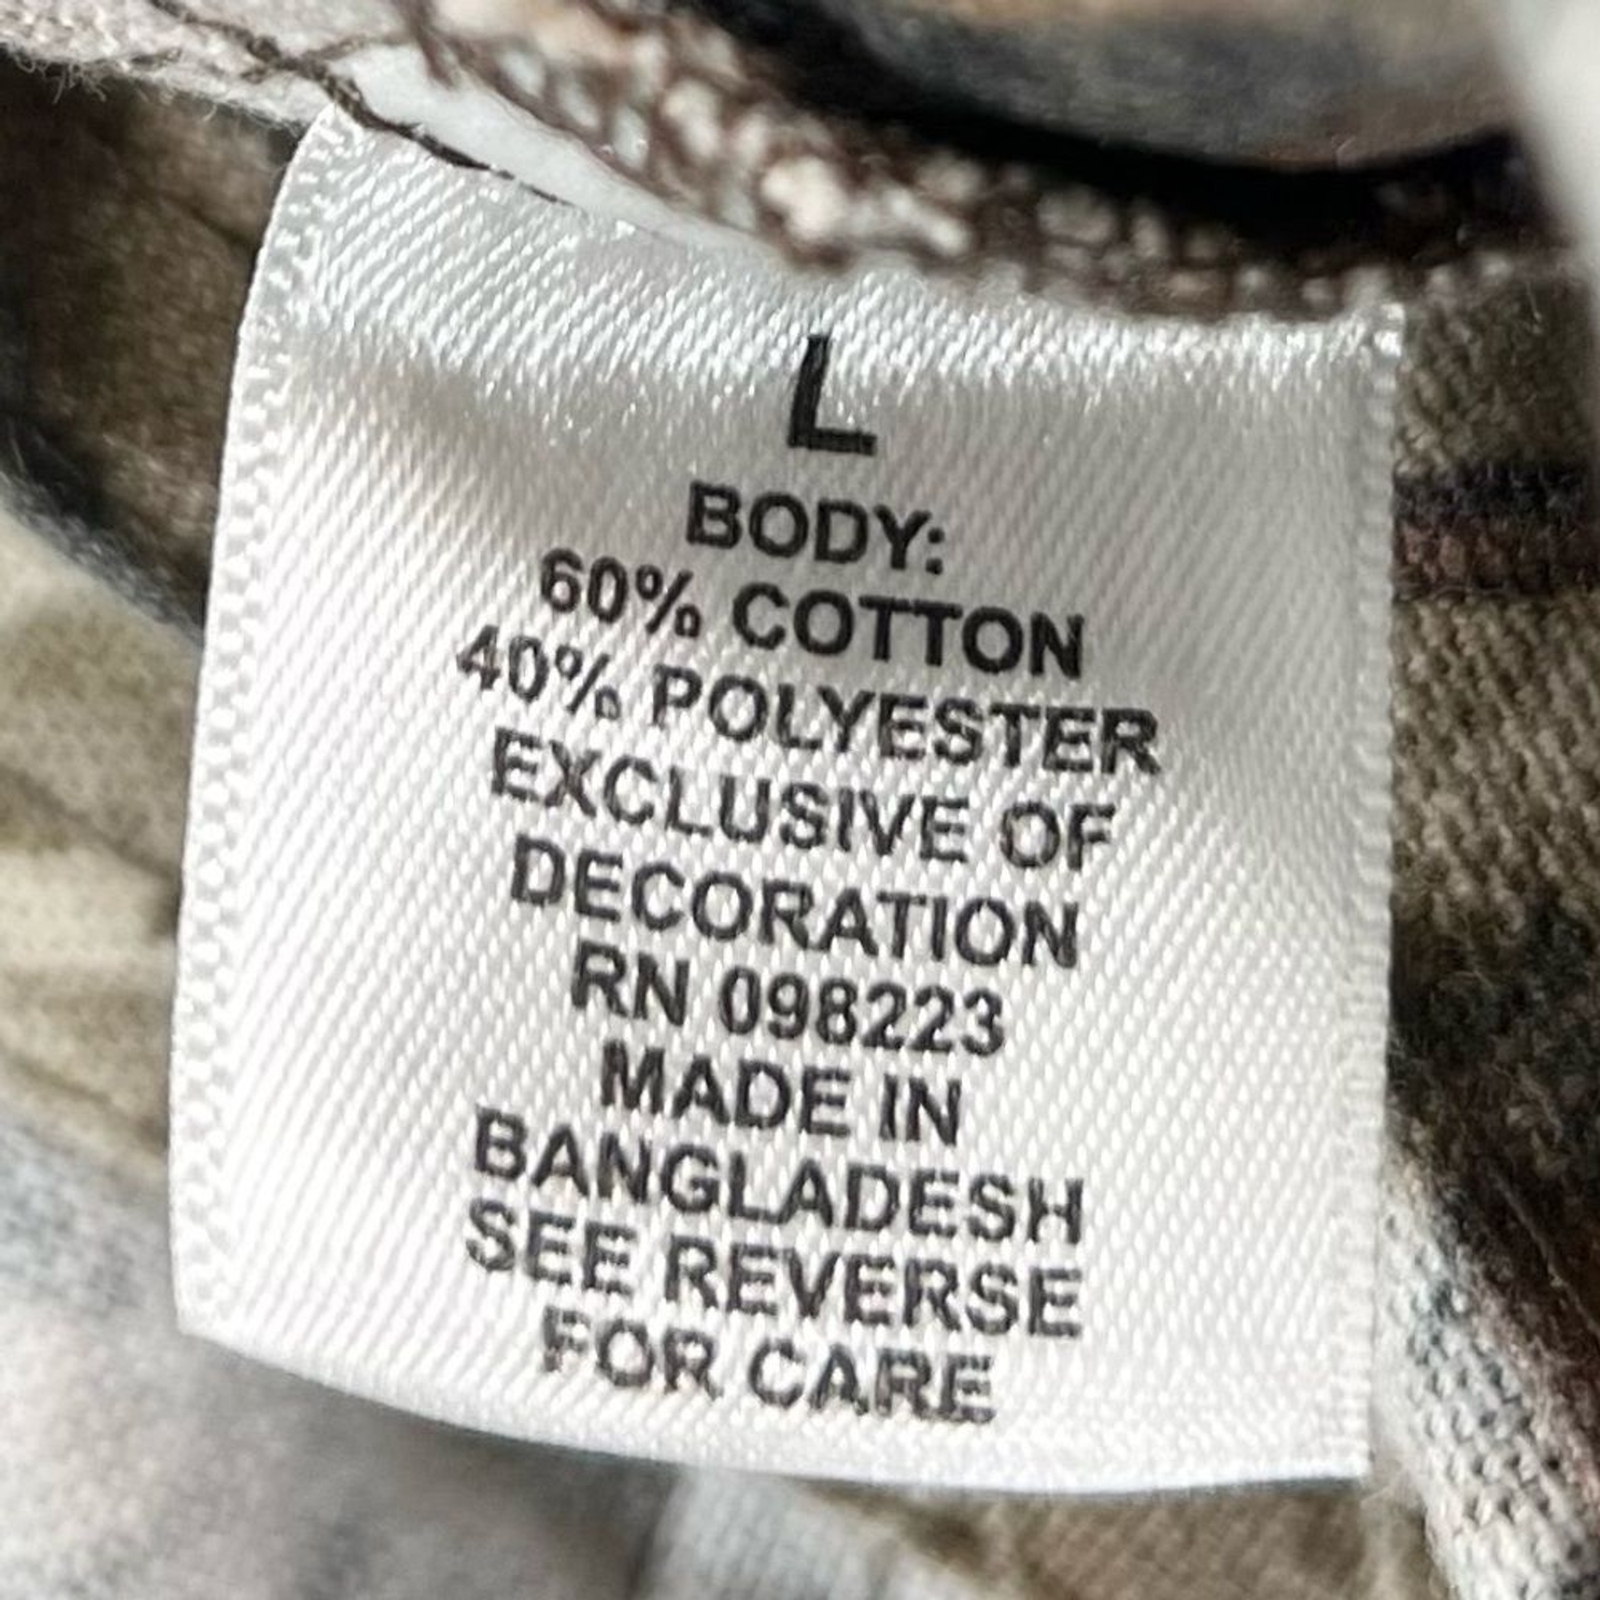 L
BODY:
60% COTTON
40% POLYESTER
EXCLUSIVE OF
DECORATION
RN 098223
MADE IN
BANGLADESH
SEE REVERSE
FOR CARE